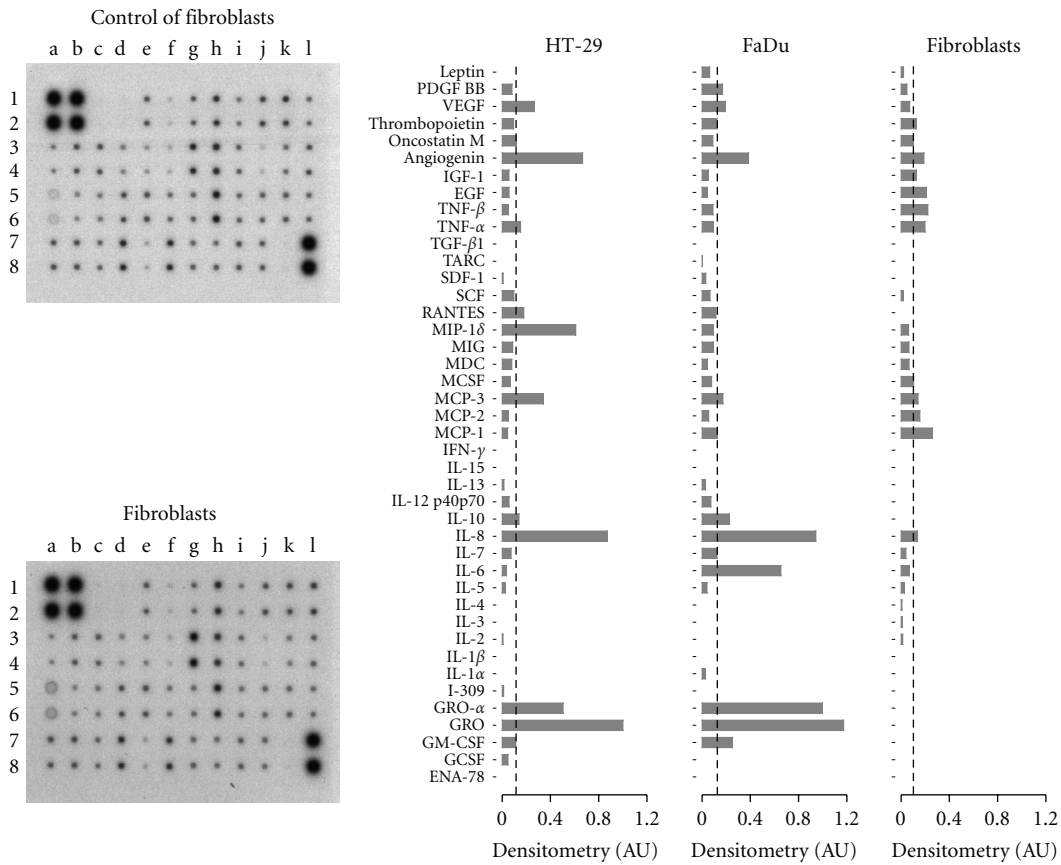 Control of fibroblasts
a b c d e f g h i j k l
1
2
3
4
5
6
7
8
Fibroblasts
a b c d e f g h i j k l
1
2
3
4
5
6
7
8
HT-29 FaDu Fibroblasts
Leptin
PDGF BB
VEGF
Thrombopoietin
Oncostatin M
Angiogenin
IGF-1
EGF
TNF-β
TNF-α
TGF-β1
TARC
SDF-1
SCF
RANTES
MIP-1δ
MIG
MDC
MCSF
MCP-3
MCP-2
MCP-1
IFN-γ
IL-15
IL-13
IL-12 p40p70
IL-10
IL-8
IL-7
IL-6
IL-5
IL-4
IL-3
IL-2
IL-1β
IL-1α
I-309
GRO-α
GRO
GM-CSF
GCSF
ENA-78
0 0.4 0.8 1.2 0 0.4 0.8 1.2 0 0.4 0.8 1.2
Densitometry (AU) Densitometry (AU) Densitometry (AU)